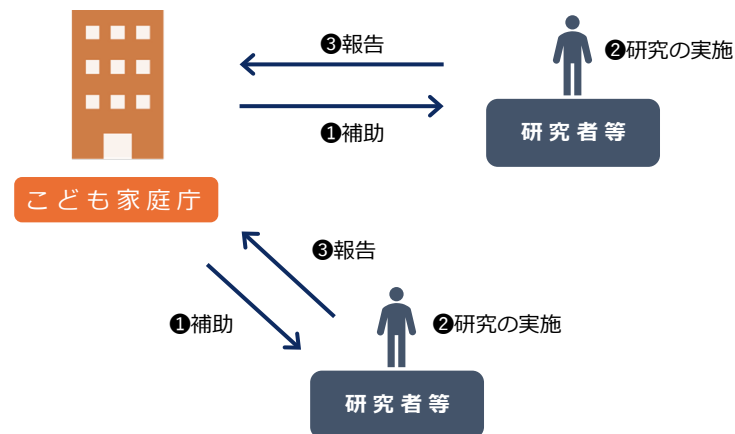 ❸報告
❷研究の実施
❶補助
研究者等
こども家庭庁
❸報告
❶補助
❷研究の実施
研究者等